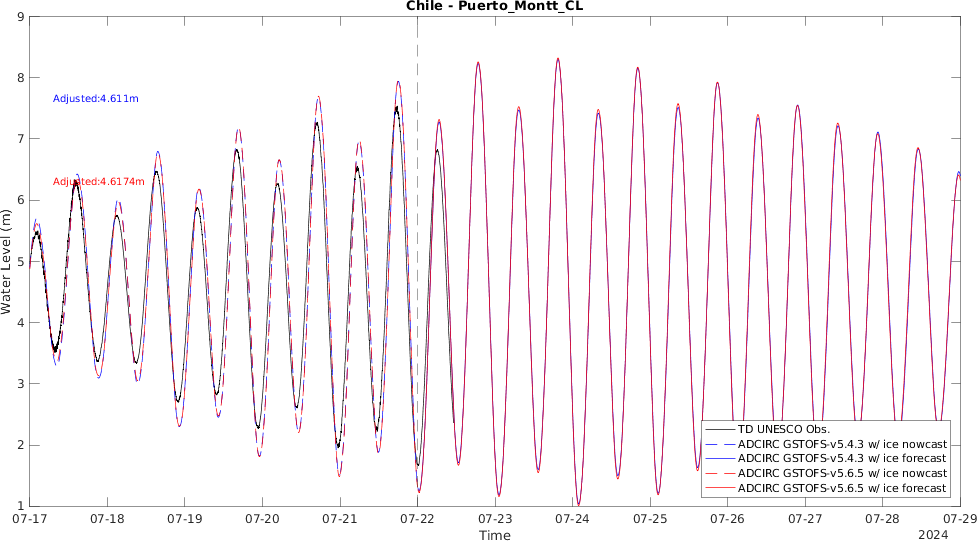 Chile - Puerto_Montt_CL
9
8
7
6
5
4
3
2
1
Water Level (m)
Adjusted:4.611m
Adjusted:4.6174m
TD UNESCO Obs.
ADCIRC GSTOFS-v5.4.3 w/ ice nowcast
ADCIRC GSTOFS-v5.4.3 w/ ice forecast
ADCIRC GSTOFS-v5.6.5 w/ ice nowcast
ADCIRC GSTOFS-v5.6.5 w/ ice forecast
07-17 07-18 07-19 07-20 07-21 07-22 07-23 07-24 07-25 07-26 07-27 07-28 07-29
Time
2024